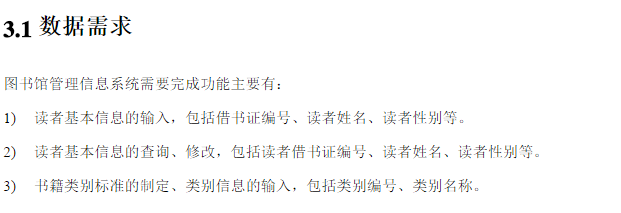 3.1 数据需求
图书馆管理信息系统需要完成功能主要有：
1) 读者基本信息的输入，包括借书证编号、读者姓名、读者性别等。
2) 读者基本信息的查询、修改，包括读者借书证编号、读者姓名、读者性别等。
3) 书籍类别标准的制定、类别信息的输入，包括类别编号、类别名称。